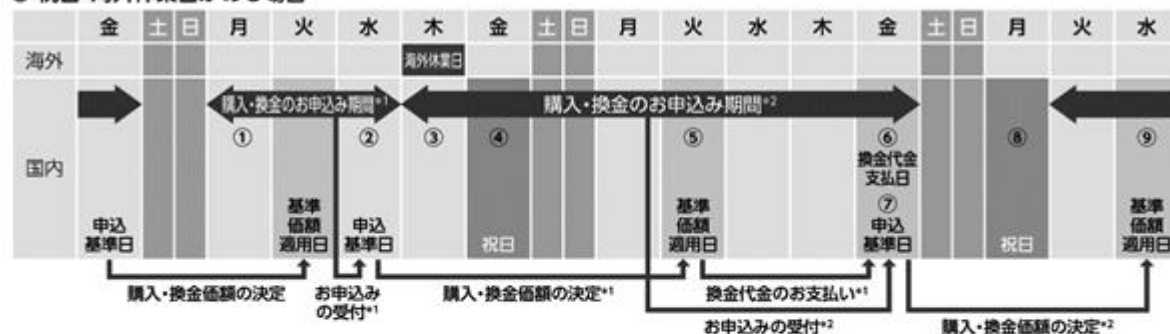 金 土 日 月 火 水 木 金 土 日 月 火 水 木 金 土 日 月 火 水
海外 海外休業日
購入・換金のお申込み期間*1 購入・換金のお申込み期間*2
① ② ③ ④ ⑤ ⑥ ⑧ ⑨
国内
換金代金
支払日
⑦
申込
基準日
基準
価額
適用日
申込
基準日
祝日
基準
価額
適用日
申込
基準日
祝日
基準
価額
適用日
購入・換金価額の決定
お申込み
の受付*1
購入・換金価額の決定*1
換金代金のお支払い*1
お申込みの受付*2
購入・換金価額の決定*2